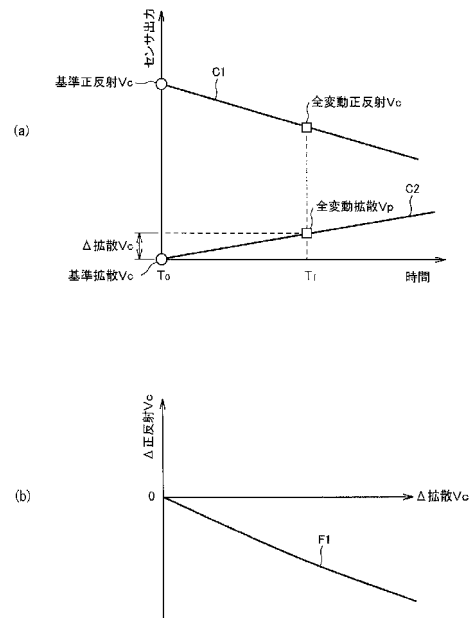 (a)
センサ出力
基準正反射Vc
C1
全変動正反射Vc
全変動拡散Vp
C2
Δ拡散Vc
基準拡散Vc
To
Tf
時間
(b)
Δ正反射Vc
0
Δ拡散Vc
F1